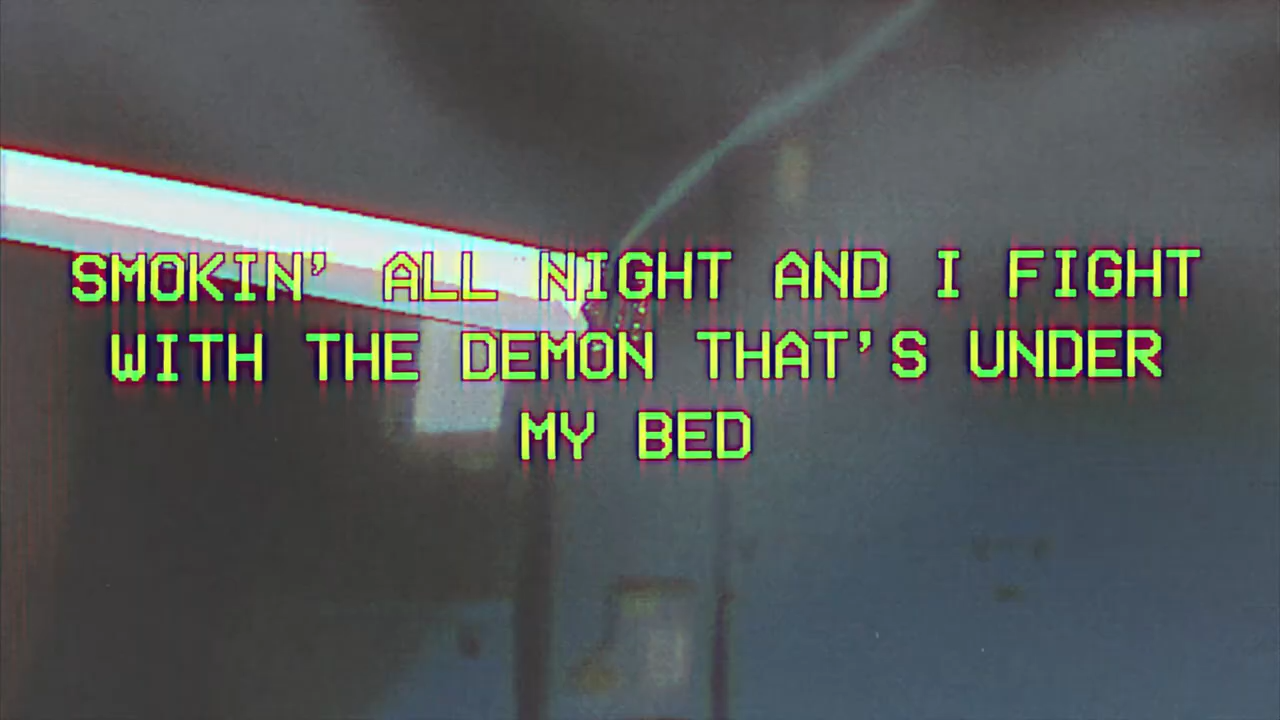 SMOKIN' ALL NIGHT AND I FIGHT
WITH THE DEMON THAT'S UNDER
MY BED